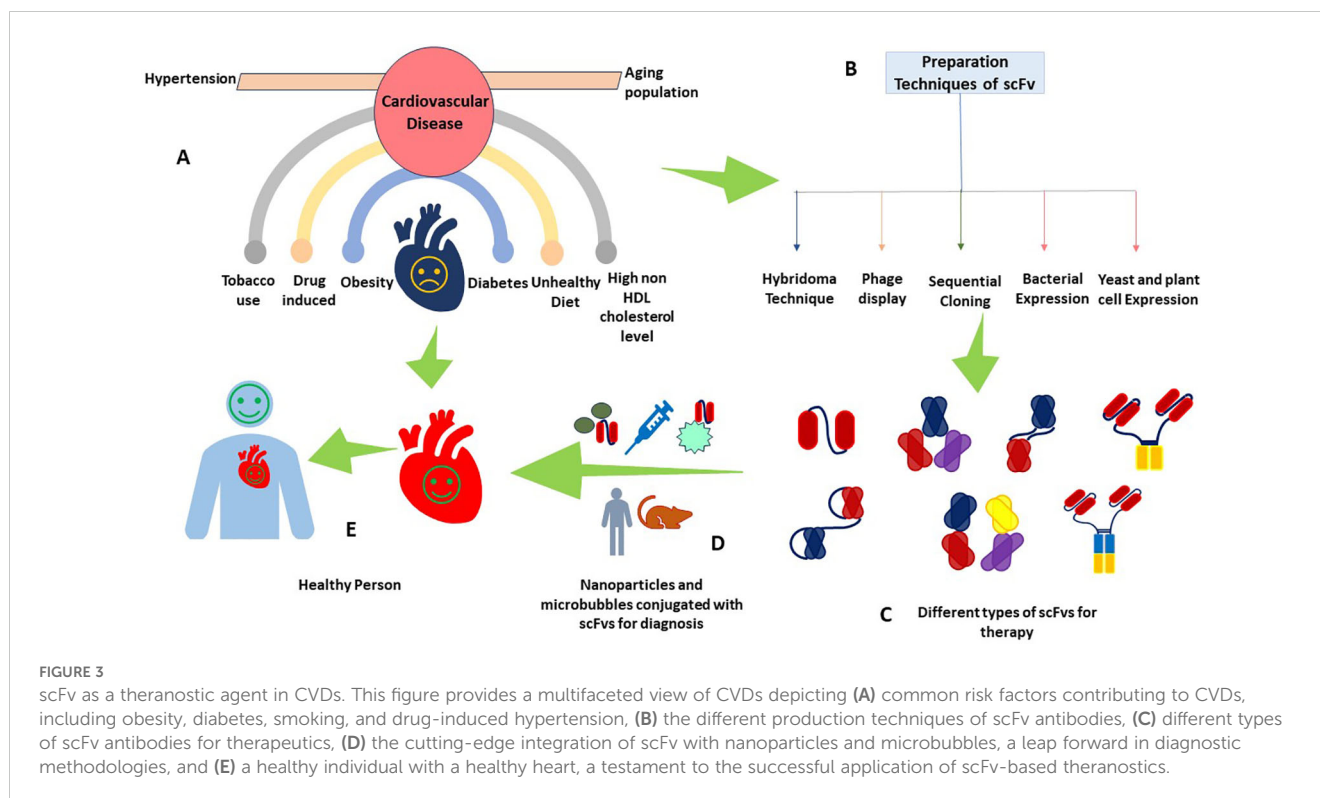 Hypertension
Aging
population
Cardiovascular
Disease
A
Tobacco
use
Drug
induced
Obesity
Diabetes
Unhealthy
Diet
High non
HDL
cholesterol
level
B
Preparation
Techniques of scFv
Hybridoma
Technique
Phage
display
Sequential
Cloning
Bacterial
Expression
Yeast and plant
cell Expression
C
Different types of scFvs for
therapy
D
Nanoparticles and
microbubbles conjugated with
scFvs for diagnosis
E
Healthy Person
FIGURE 3
scFv as a theranostic agent in CVDs. This figure provides a multifaceted view of CVDs depicting (A) common risk factors contributing to CVDs,
including obesity, diabetes, smoking, and drug-induced hypertension, (B) the different production techniques of scFv antibodies, (C) different types
of scFv antibodies for therapeutics, (D) the cutting-edge integration of scFv with nanoparticles and microbubbles, a leap forward in diagnostic
methodologies, and (E) a healthy individual with a healthy heart, a testament to the successful application of scFv-based theranostics.